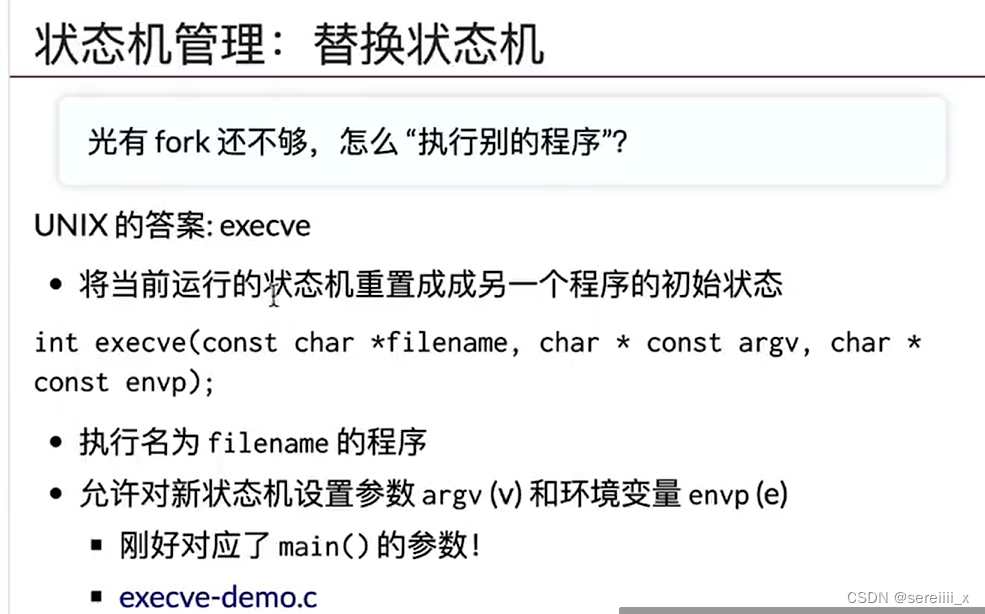 状态机管理：替换状态机
光有 fork 还不够，怎么 “执行别的程序”？
UNIX 的答案: execve
• 将当前运行的状态机重置成成另一个程序的初始状态
int execve(const char *filename, char * const argv, char *
const envp);
• 执行名为 filename 的程序
• 允许对新状态机设置参数 argv (v) 和环境变量 envp (e)
▪ 刚好对应了 main() 的参数！
▪ execve-demo.c
CSDN @sereiiii_x